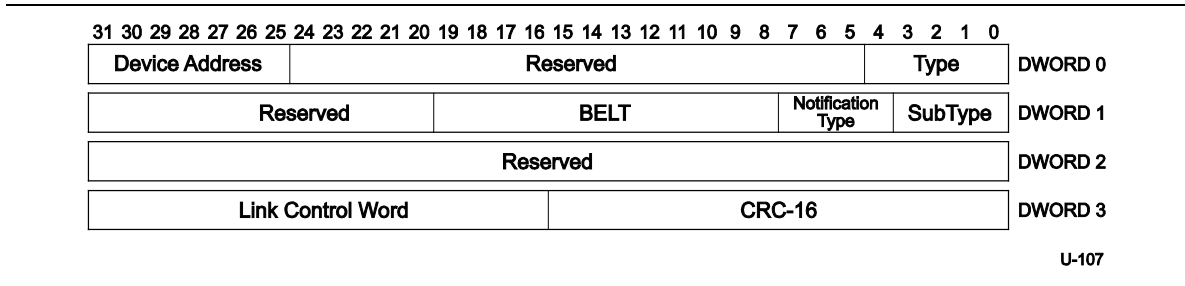 31 30 29 28 27 26 25 24 23 22 21 20 19 18 17 16 15 14 13 12 11 10 9 8 7 6 5 4 3 2 1 0
Device Address Reserved Type DWORD 0
Reserved BELT Notification Type SubType DWORD 1
Reserved DWORD 2
Link Control Word CRC-16 DWORD 3
U-107